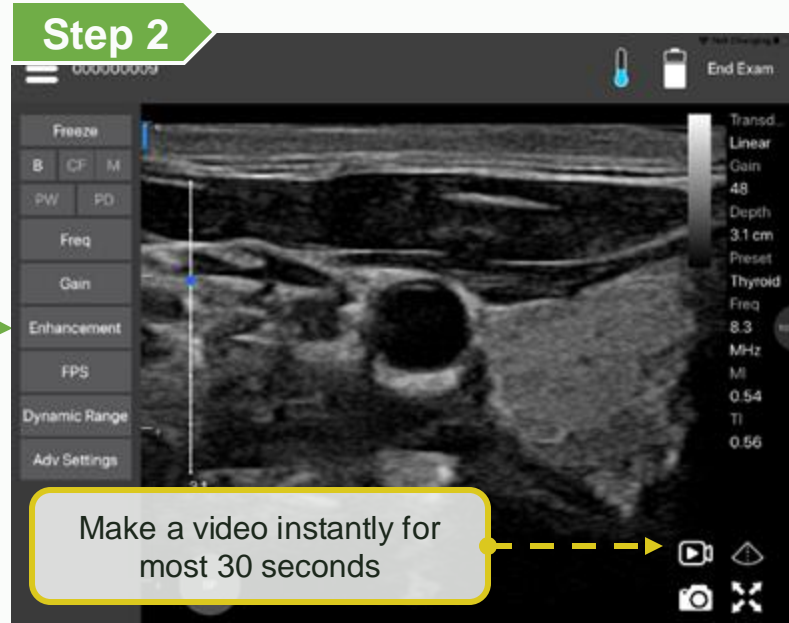 Step 2
000000009
End Exam
Freeze
B CF M
PW PD
Freq
Gain
Enhancement
FPS
Dynamic Range
Adv Settings
Transd..
Linear
Gain
48
Depth
3.1 cm
Preset
Thyroid
Freq
8.3
MHz
MI
0.54
TI
0.56
Make a video instantly for
most 30 seconds